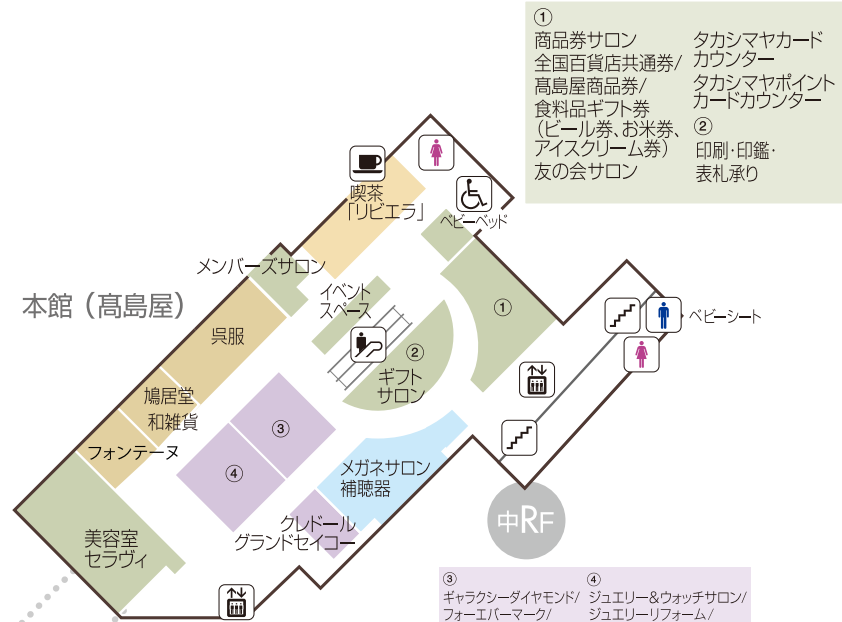 ①
商品券サロン
全国百貨店共通券/
髙島屋商品券/
食料品ギフト券
（ビール券、お米券、
アイスクリーム券）
友の会サロン
タカシマヤカード
カウンター
タカシマヤポイント
カードカウンター
②
印刷・印鑑・
表札承り
喫茶
「リビエラ」
ベビーベッド
メンバーズサロン
本館（髙島屋）
イベント
スペース
①
ベビーシート
呉服
②
ギフト
サロン
鳩居堂
和雑貨
③
フォンテーヌ
④
メガネサロン
補聴器
クレドール
グランドセイコー
中RF
美容室
セラヴィ
③
ギャラクシーダイヤモンド/
フォーエバーマーク/
④
ジュエリー&ウォッチサロン/
ジュエリーリフォーム/